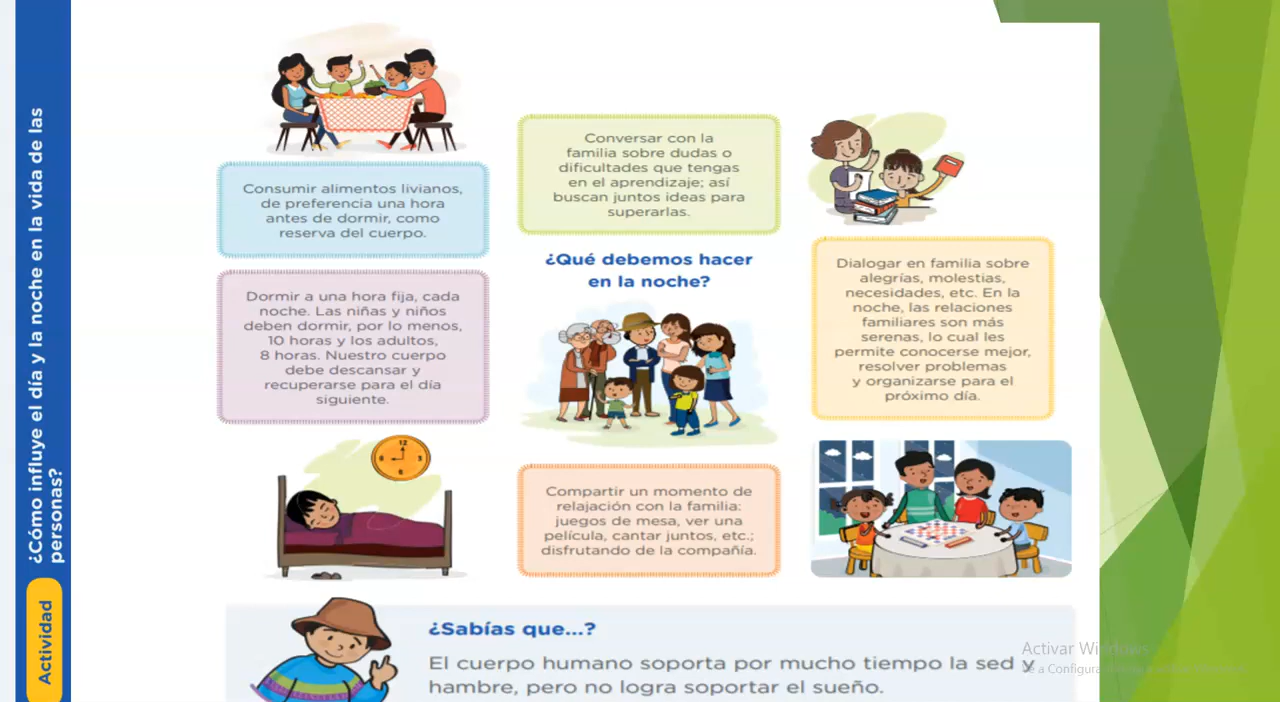 ¿Cómo influye el día y la noche en la vida de las
personas?
Actividad
Consumir alimentos livianos,
de preferencia una hora
antes de dormir, como
reserva del cuerpo.
Dormir a una hora fija, cada
noche. Las niñas y niños
deben dormir, por lo menos,
10 horas y los adultos,
8 horas. Nuestro cuerpo
debe descansar y
recuperarse para el día
siguiente.
12
3
6
9
Conversar con la
familia sobre dudas o
dificultades que tengas
en el aprendizaje; así
buscan juntos ideas para
superarlas.
¿Qué debemos hacer
en la noche?
Compartir un momento de
relajación con la familia:
juegos de mesa, ver una
película, cantar juntos, etc.;
disfrutando de la compañía.
Dialogar en familia sobre
alegrías, molestias,
necesidades, etc. En la
noche, las relaciones
familiares son más
serenas, lo cual les
permite conocerse mejor,
resolver problemas
y organizarse para el
próximo día.
¿Sabías que...?
El cuerpo humano soporta por mucho tiempo la sed y
hambre, pero no logra soportar el sueño.
Activar Windows
Ve a Configura